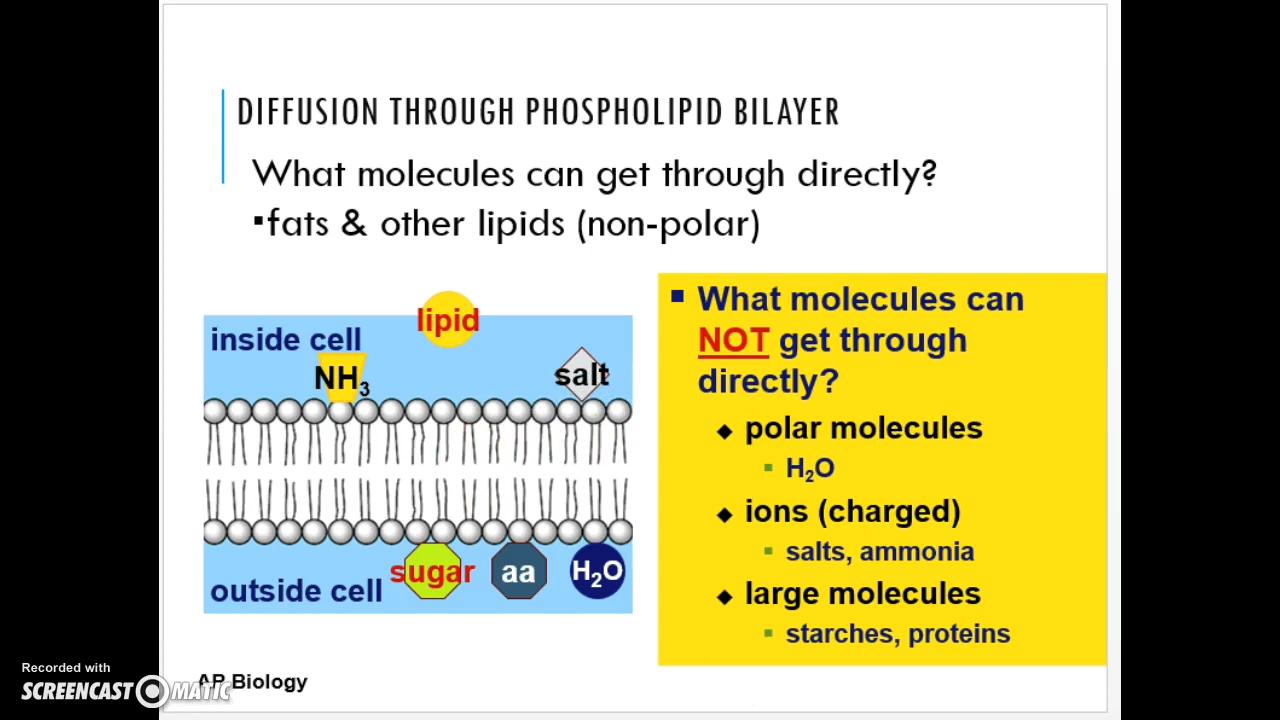 DIFFUSION THROUGH PHOSPHOLIPID BILAYER
What molecules can get through directly?
▪fats & other lipids (non-polar)
lipid
inside cell
NH₃
salt
sugar
aa
H₂O
outside cell
▪ What molecules can
NOT get through
directly?
◆ polar molecules
▪ H₂O
◆ ions (charged)
▪ salts, ammonia
◆ large molecules
▪ starches, proteins
AP Biology
Recorded with
SCREENCAST MATIC